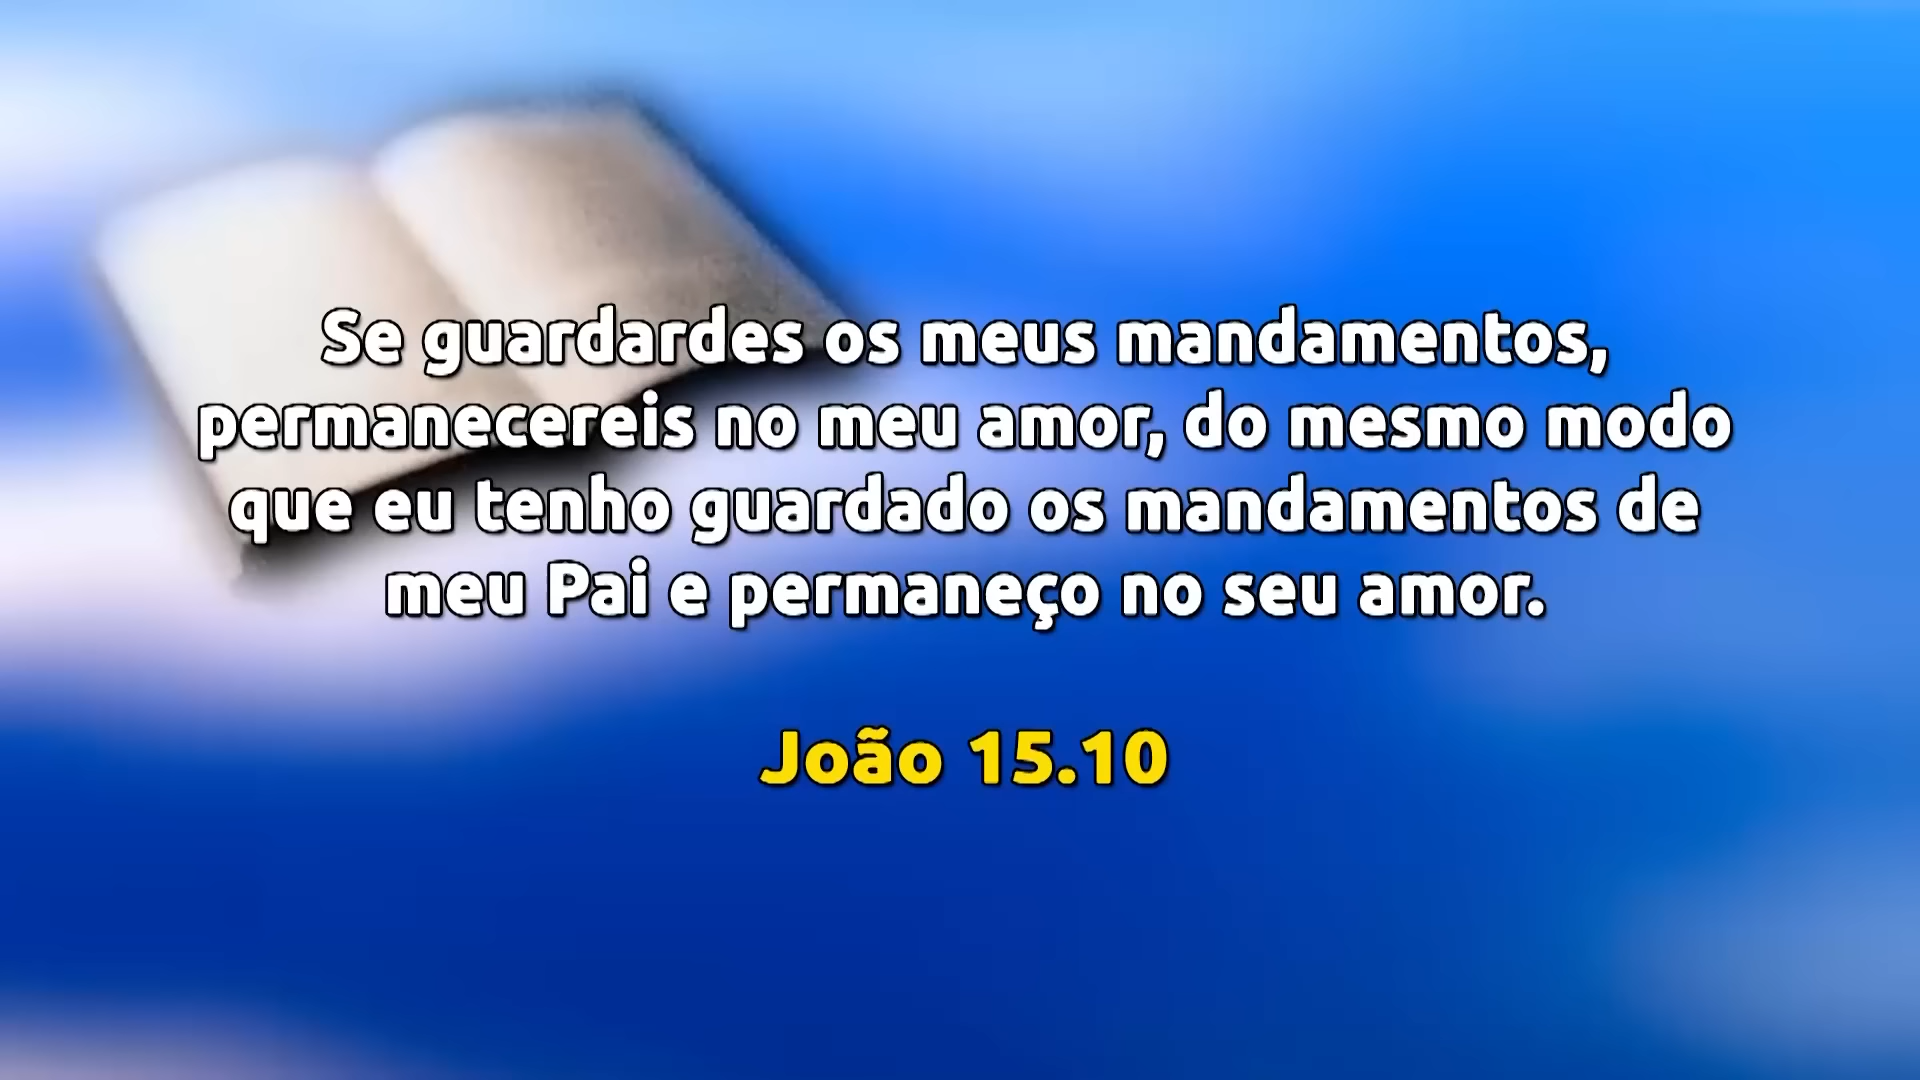 Se guardardes os meus mandamentos,
permanecereis no meu amor, do mesmo modo
que eu tenho guardado os mandamentos de
meu Pai e permaneço no seu amor.
João 15.10